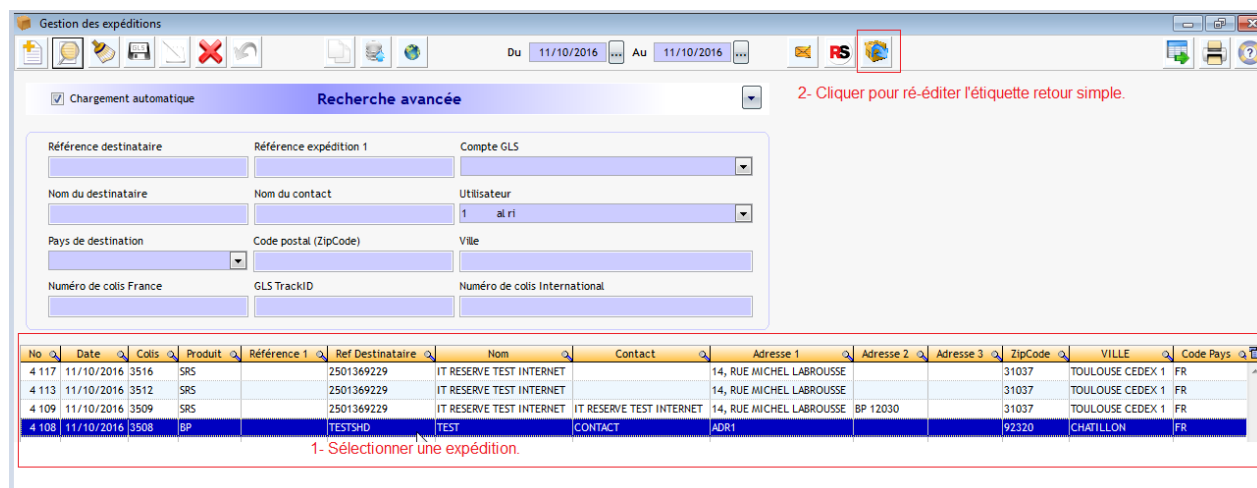 Gestion des expéditions
GLS Du 11/10/2016 ... Au 11/10/2016 ... RS
Chargement automatique Recherche avancée
2- Cliquer pour ré-éditer l'étiquette retour simple.
Référence destinataire Référence expédition 1 Compte GLS
Nom du destinataire Nom du contact Utilisateur
1 al ri
Pays de destination Code postal (ZipCode) Ville
Numéro de colis France GLS TrackID Numéro de colis International
No Date Colis Produit Référence 1 Ref Destinataire Nom Contact Adresse 1 Adresse 2 Adresse 3 ZipCode VILLE Code Pays
4 117 11/10/2016 3516 SRS 2501369229 IT RESERVE TEST INTERNET 14, RUE MICHEL LABROUSSE 31037 TOULOUSE CEDEX 1 FR
4 113 11/10/2016 3512 SRS 2501369229 IT RESERVE TEST INTERNET 14, RUE MICHEL LABROUSSE 31037 TOULOUSE CEDEX 1 FR
4 109 11/10/2016 3509 SRS 2501369229 IT RESERVE TEST INTERNET IT RESERVE TEST INTERNET 14, RUE MICHEL LABROUSSE BP 12030 31037 TOULOUSE CEDEX 1 FR
4 108 11/10/2016 3508 BP TESTSHD TEST CONTACT ADR1 92320 CHATILLON FR
1- Sélectionner une expédition.